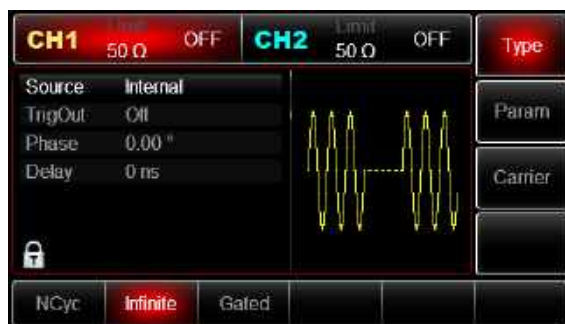 CH1 Limit 50 Ω OFF CH2 Limit 50 Ω OFF Type
Source Internal
TrigOut Off
Phase 0.00 °
Delay 0 ns
Param
Carrier
NCyc Infinite Gated